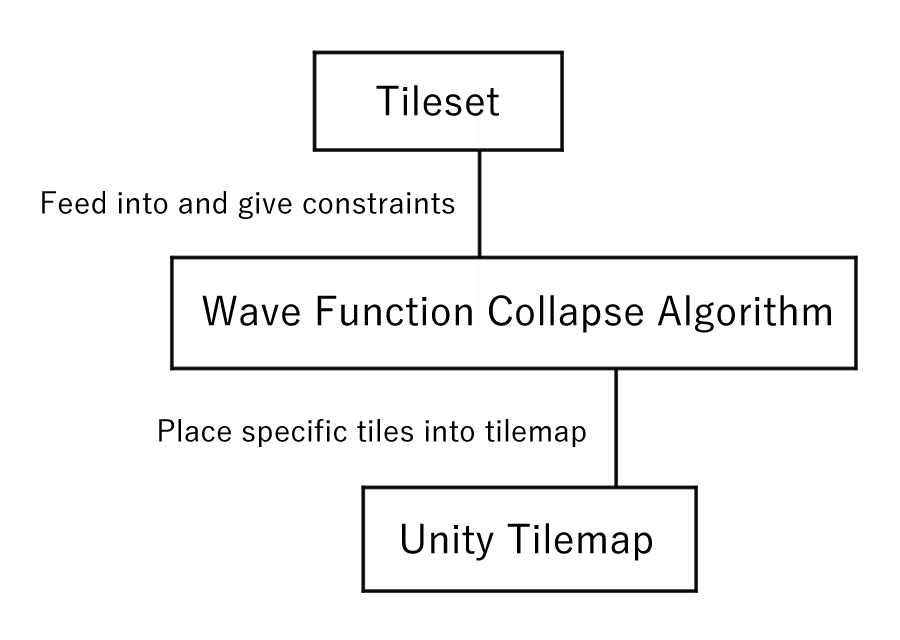 Tileset
Feed into and give constraints
Wave Function Collapse Algorithm
Place specific tiles into tilemap
Unity Tilemap